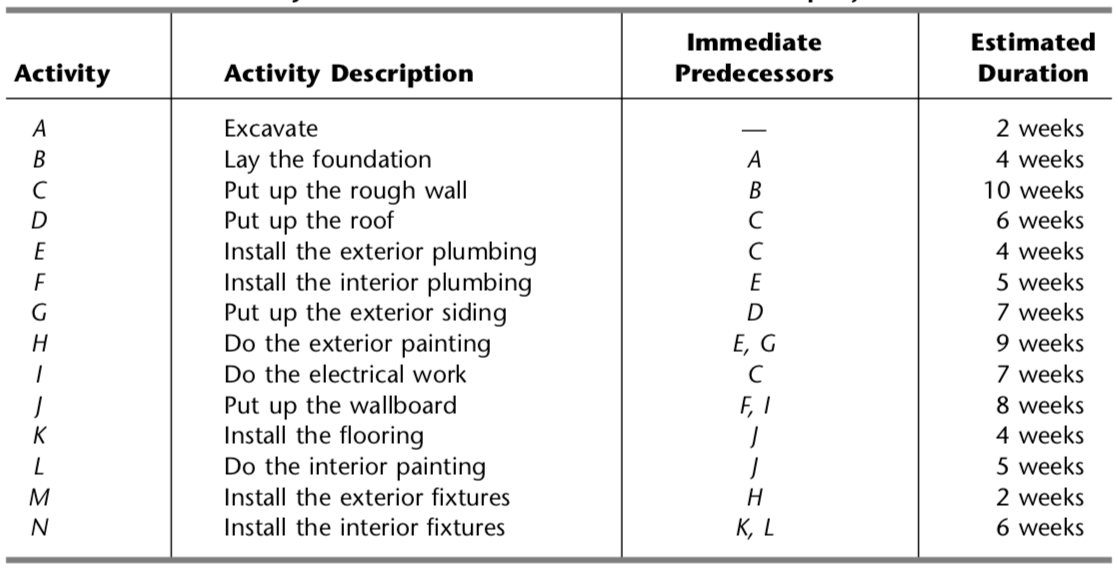 Immediate Estimated
Activity Activity Description Predecessors Duration
A Excavate — 2 weeks
B Lay the foundation A 4 weeks
C Put up the rough wall B 10 weeks
D Put up the roof C 6 weeks
E Install the exterior plumbing C 4 weeks
F Install the interior plumbing E 5 weeks
G Put up the exterior siding D 7 weeks
H Do the exterior painting E, G 9 weeks
I Do the electrical work C 7 weeks
J Put up the wallboard F, I 8 weeks
K Install the flooring J 4 weeks
L Do the interior painting J 5 weeks
M Install the exterior fixtures H 2 weeks
N Install the interior fixtures K, L 6 weeks